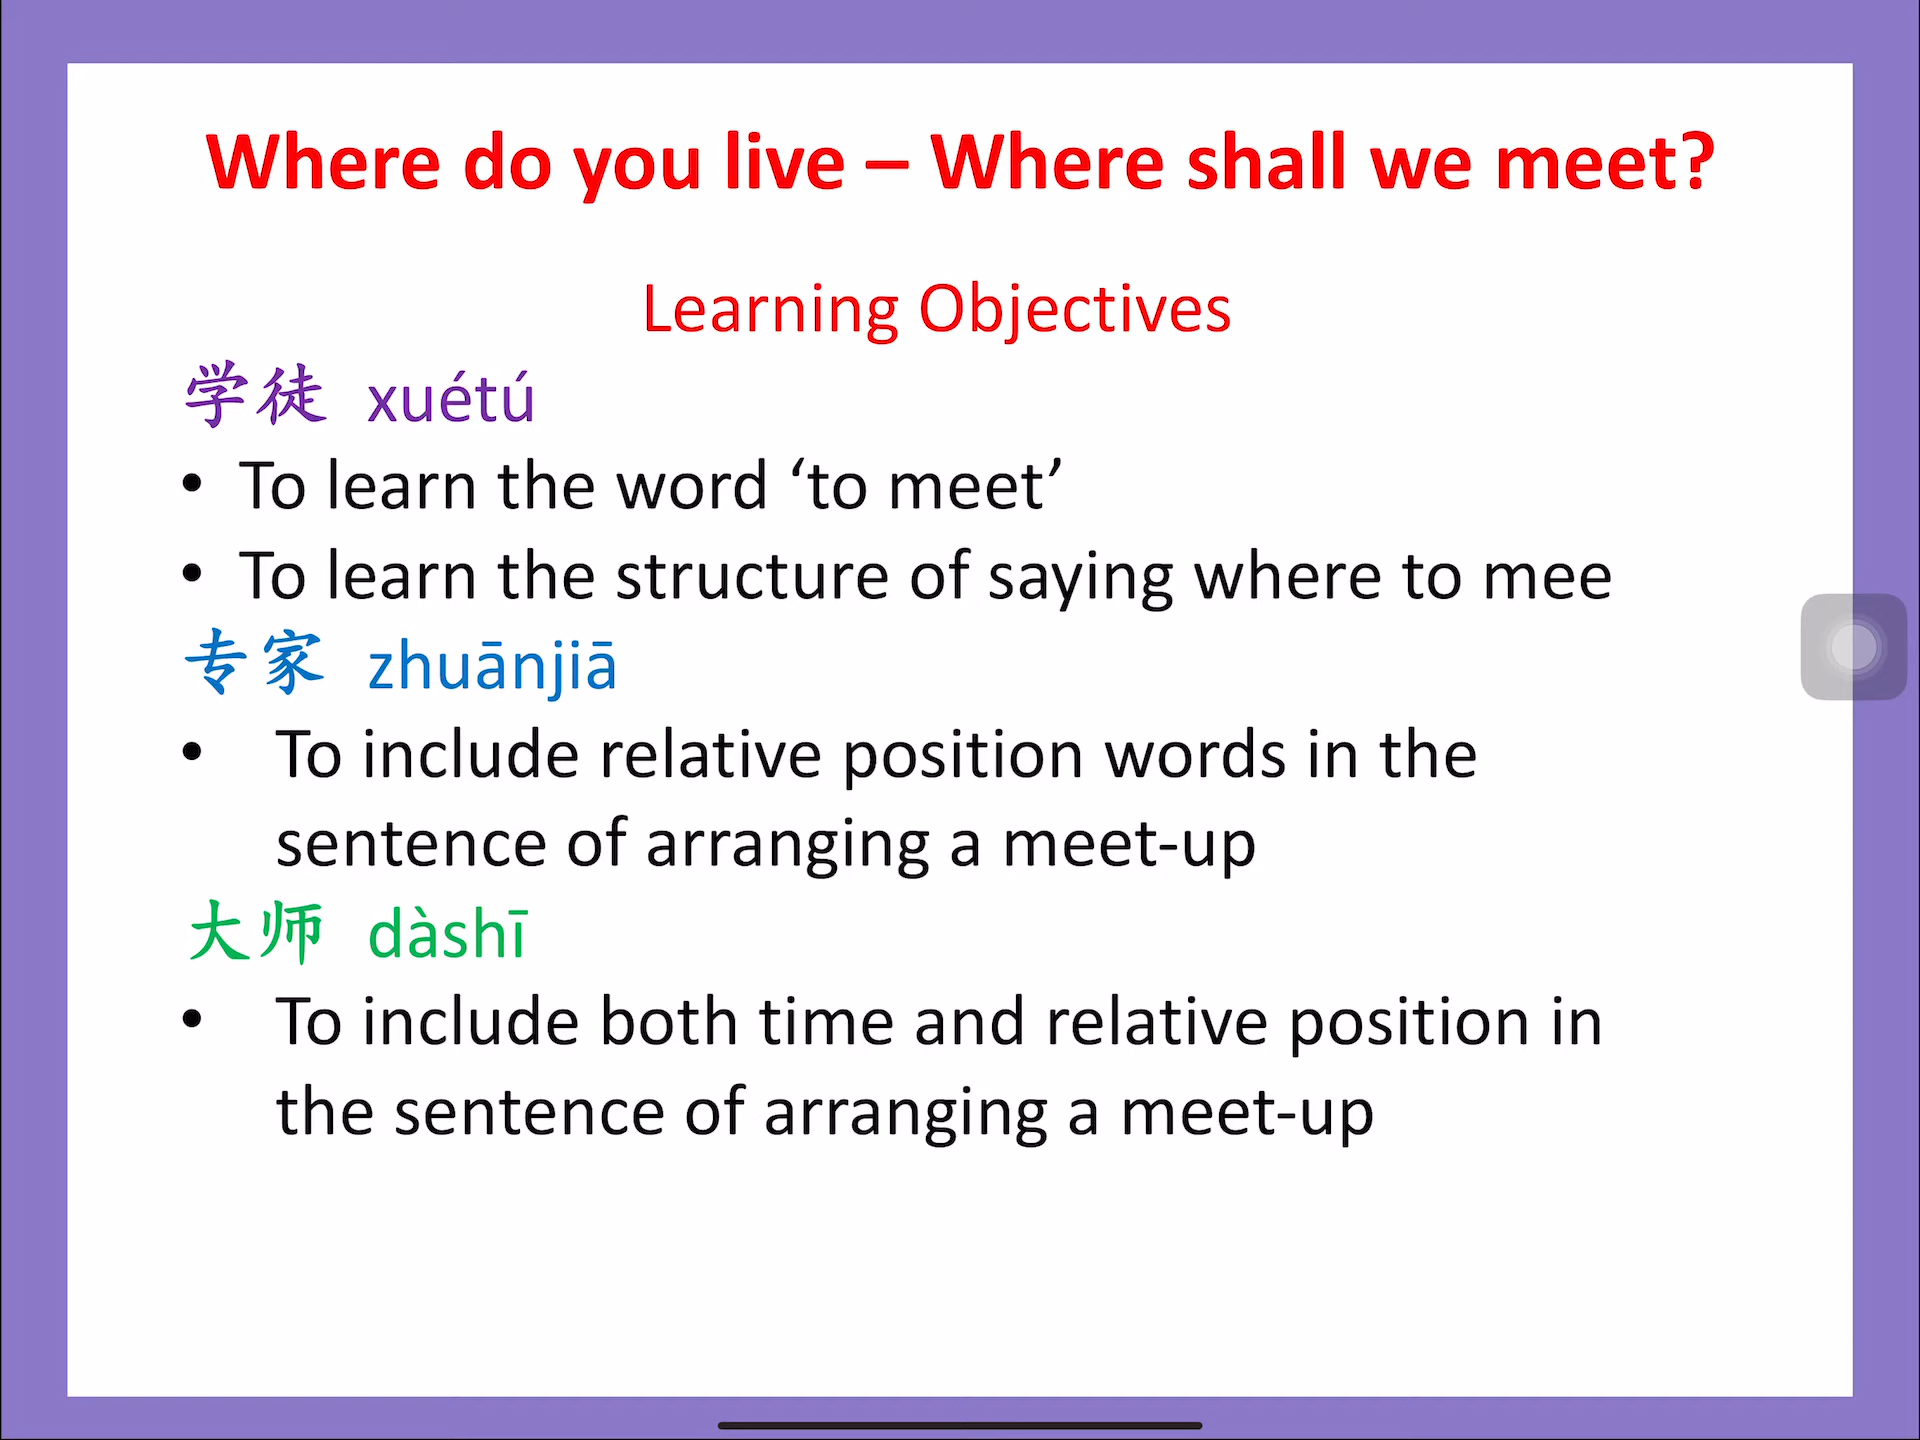 Where do you live – Where shall we meet?
Learning Objectives
学徒 xuétú
• To learn the word ‘to meet’
• To learn the structure of saying where to mee
专家 zhuānjiā
• To include relative position words in the
sentence of arranging a meet-up
大师 dàshī
• To include both time and relative position in
the sentence of arranging a meet-up